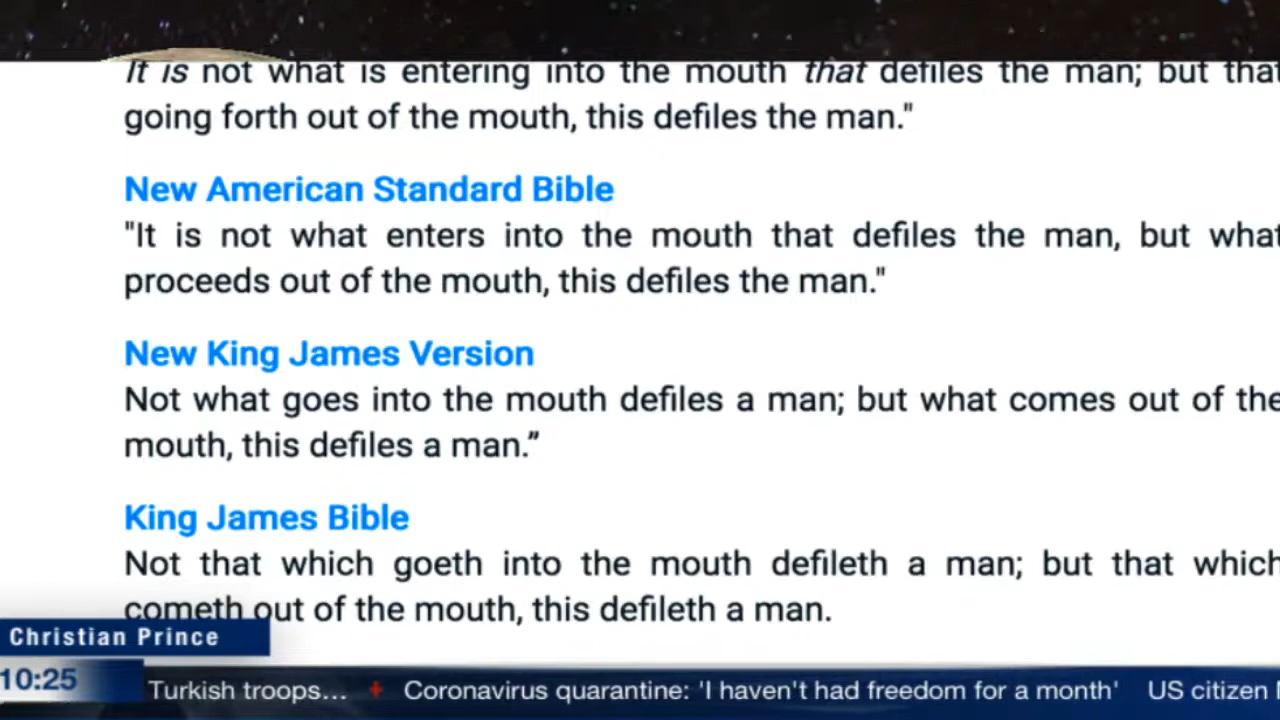 It is not what is entering into the mouth that defiles the man; but that
going forth out of the mouth, this defiles the man."
New American Standard Bible
"It is not what enters into the mouth that defiles the man, but what
proceeds out of the mouth, this defiles the man."
New King James Version
Not what goes into the mouth defiles a man; but what comes out of the
mouth, this defiles a man.”
King James Bible
Not that which goeth into the mouth defileth a man; but that which
cometh out of the mouth, this defileth a man.
Christian Prince
10:25
Turkish troops... + Coronavirus quarantine: 'I haven't had freedom for a month' US citizen